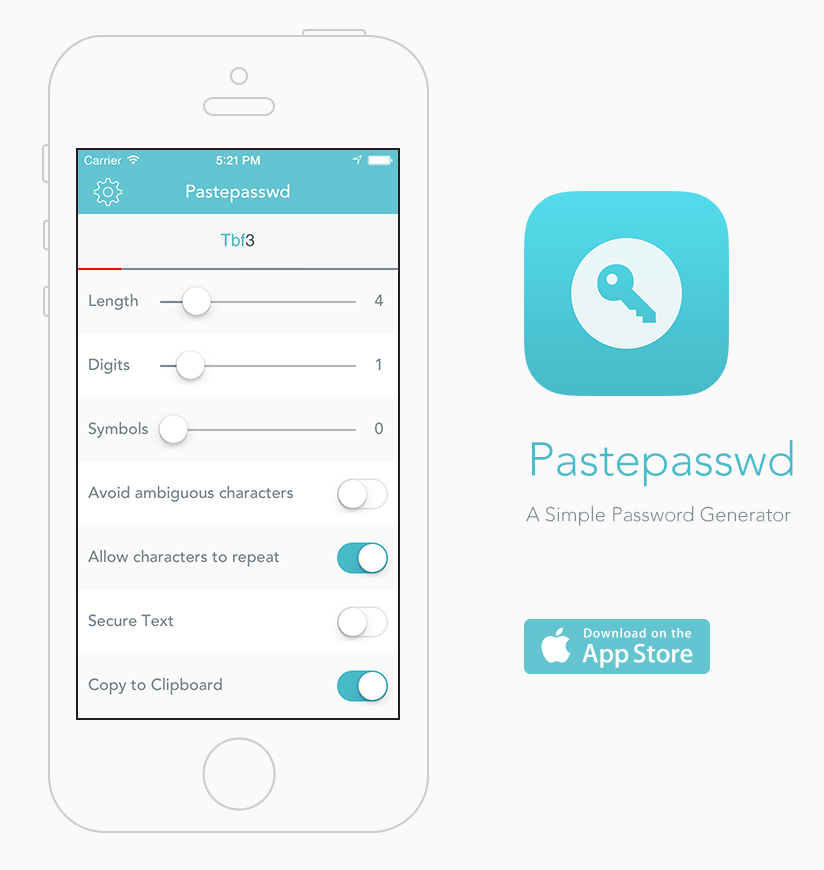 Carrier 5:21 PM
Pastepasswd
Tbf3
Length 4
Digits 1
Symbols 0
Avoid ambiguous characters
Allow characters to repeat
Secure Text
Copy to Clipboard
Pastepasswd
A Simple Password Generator
Download on the
App Store